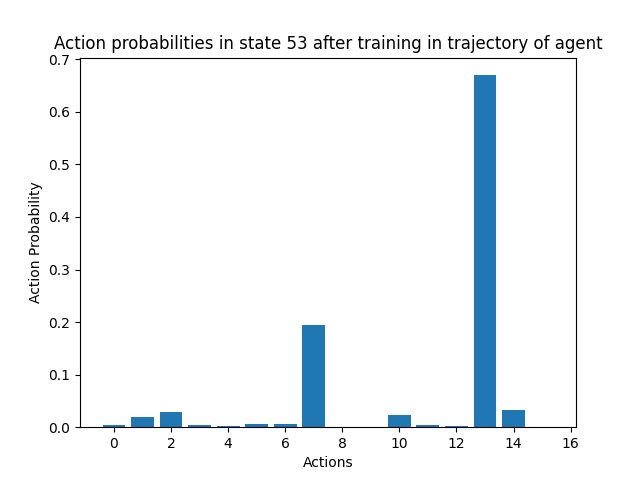 Action probabilities in state 53 after training in trajectory of agent
0.7
0.6
0.5
0.4
0.3
0.2
0.1
0.0
Action Probability
0 2 4 6 8 10 12 14 16
Actions